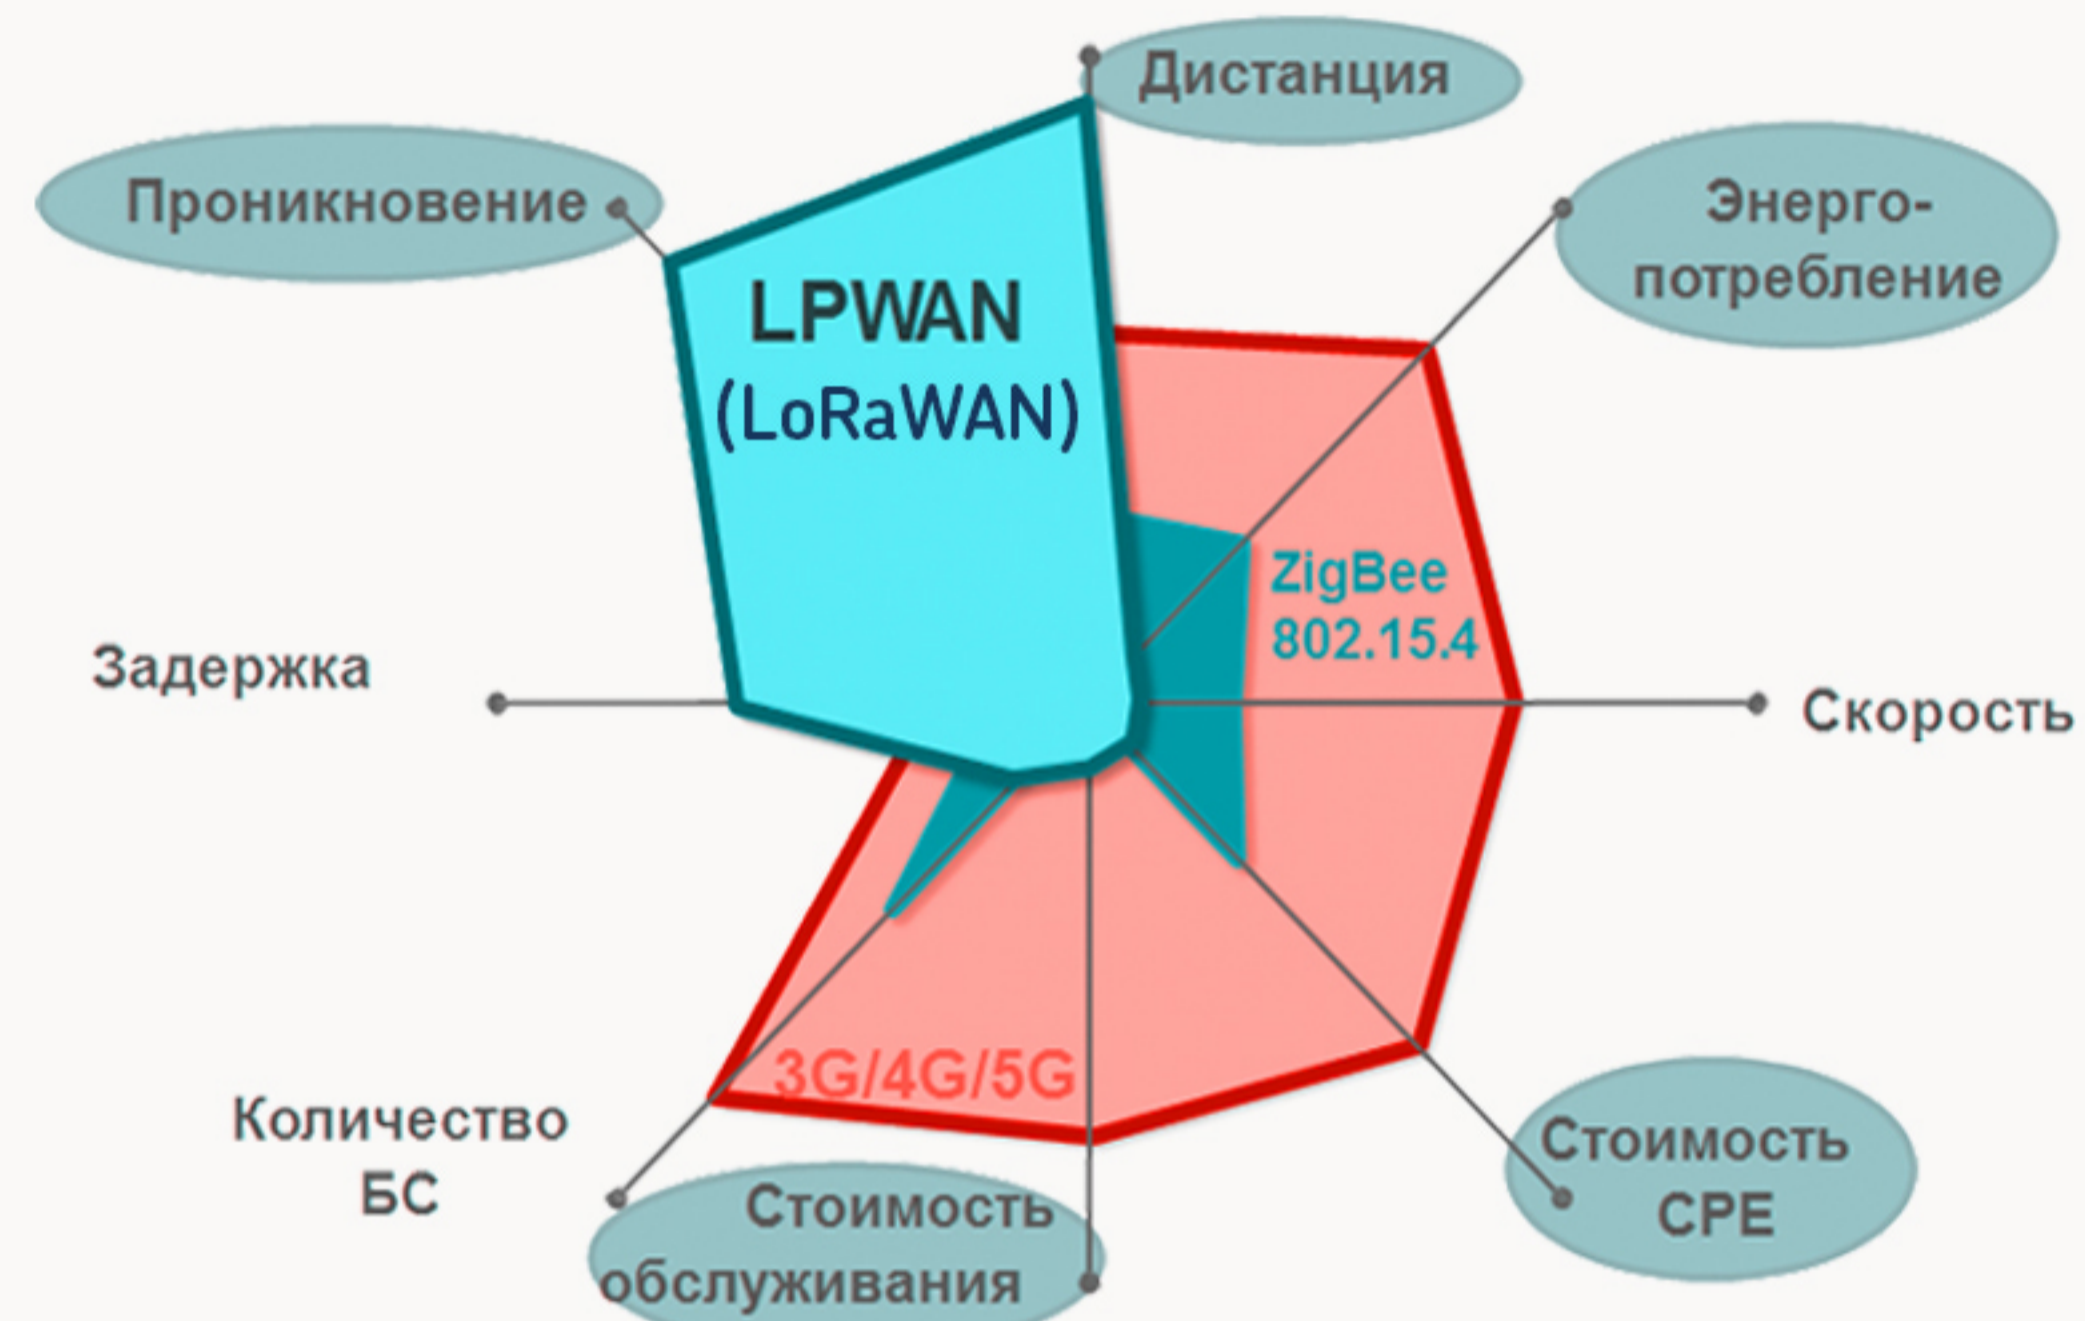 Дистанция
Проникновение
Энерго-
потребление
LPWAN
(LoRaWAN)
ZigBee
802.15.4
Задержка
Скорость
3G/4G/5G
Количество
БС
Стоимость
CPE
Стоимость
обслуживания